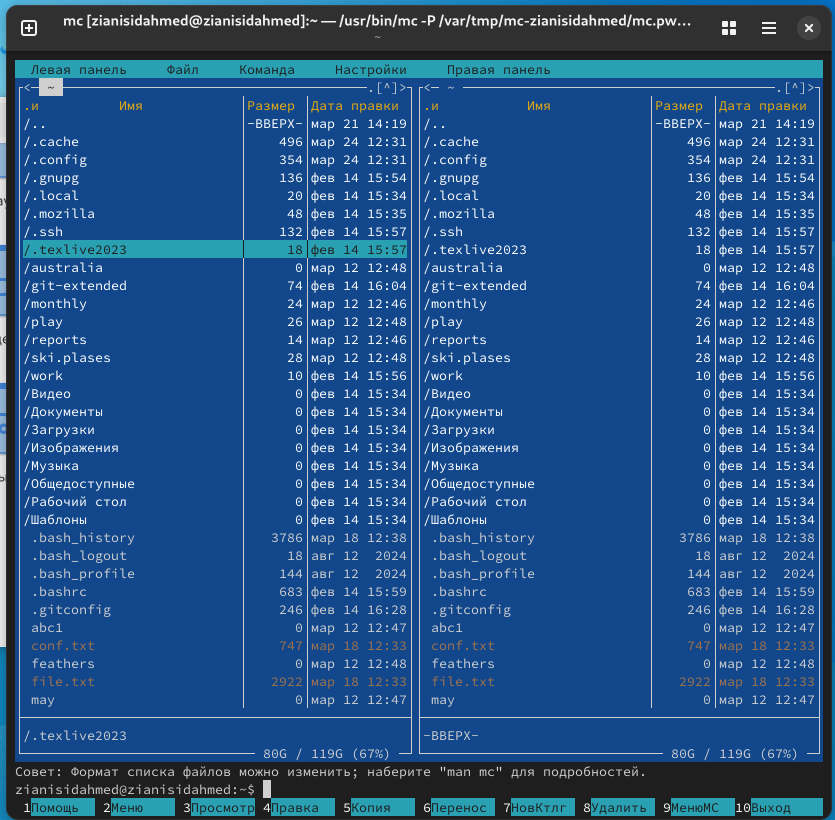 mc [zianisidahmed@zianisidahmed]:~ — /usr/bin/mc -P /var/tmp/mc-zianisidahmed/mc.pw…
~
Левая панель Файл Команда Настройки Правая панель
<— ~ .[^]> <— ~ .[^]>
.и Имя Размер Дата правки .и Имя Размер Дата правки
/.. -ВВЕРХ- мар 21 14:19 /.. -ВВЕРХ- мар 21 14:19
/.cache 496 мар 24 12:31 /.cache 496 мар 24 12:31
/.config 354 мар 24 12:31 /.config 354 мар 24 12:31
/.gnupg 136 фев 14 15:54 /.gnupg 136 фев 14 15:54
/.local 20 фев 14 15:34 /.local 20 фев 14 15:34
/.mozilla 48 фев 14 15:35 /.mozilla 48 фев 14 15:35
/.ssh 132 фев 14 15:57 /.ssh 132 фев 14 15:57
/.texlive2023 18 фев 14 15:57 /.texlive2023 18 фев 14 15:57
/australia 0 мар 12 12:48 /australia 0 мар 12 12:48
/git-extended 74 фев 14 16:04 /git-extended 74 фев 14 16:04
/monthly 24 мар 12 12:46 /monthly 24 мар 12 12:46
/play 26 мар 12 12:48 /play 26 мар 12 12:48
/reports 14 мар 12 12:46 /reports 14 мар 12 12:46
/ski.plases 28 мар 12 12:48 /ski.plases 28 мар 12 12:48
/work 10 фев 14 15:56 /work 10 фев 14 15:56
/Видео 0 фев 14 15:34 /Видео 0 фев 14 15:34
/Документы 0 фев 14 15:34 /Документы 0 фев 14 15:34
/Загрузки 0 фев 14 15:34 /Загрузки 0 фев 14 15:34
/Изображения 0 фев 14 15:34 /Изображения 0 фев 14 15:34
/Музыка 0 фев 14 15:34 /Музыка 0 фев 14 15:34
/Общедоступные 0 фев 14 15:34 /Общедоступные 0 фев 14 15:34
/Рабочий стол 0 фев 14 15:34 /Рабочий стол 0 фев 14 15:34
/Шаблоны 0 фев 14 15:34 /Шаблоны 0 фев 14 15:34
.bash_history 3786 мар 18 12:38 .bash_history 3786 мар 18 12:38
.bash_logout 18 авг 12 2024 .bash_logout 18 авг 12 2024
.bash_profile 144 авг 12 2024 .bash_profile 144 авг 12 2024
.bashrc 683 фев 14 15:59 .bashrc 683 фев 14 15:59
.gitconfig 246 фев 14 16:28 .gitconfig 246 фев 14 16:28
abc1 0 мар 12 12:47 abc1 0 мар 12 12:47
conf.txt 747 мар 18 12:33 conf.txt 747 мар 18 12:33
feathers 0 мар 12 12:48 feathers 0 мар 12 12:48
file.txt 2922 мар 18 12:33 file.txt 2922 мар 18 12:33
may 0 мар 12 12:47 may 0 мар 12 12:47
/.texlive2023 -ВВЕРХ-
80G / 119G (67%) 80G / 119G (67%)
Совет: Формат списка файлов можно изменить; наберите "man mc" для подробностей.
zianisidahmed@zianisidahmed:~$
1Помощь 2Меню 3Просмотр 4Правка 5Копия 6Перенос 7НовКтлг 8Удалить 9МенюМС 10Выход